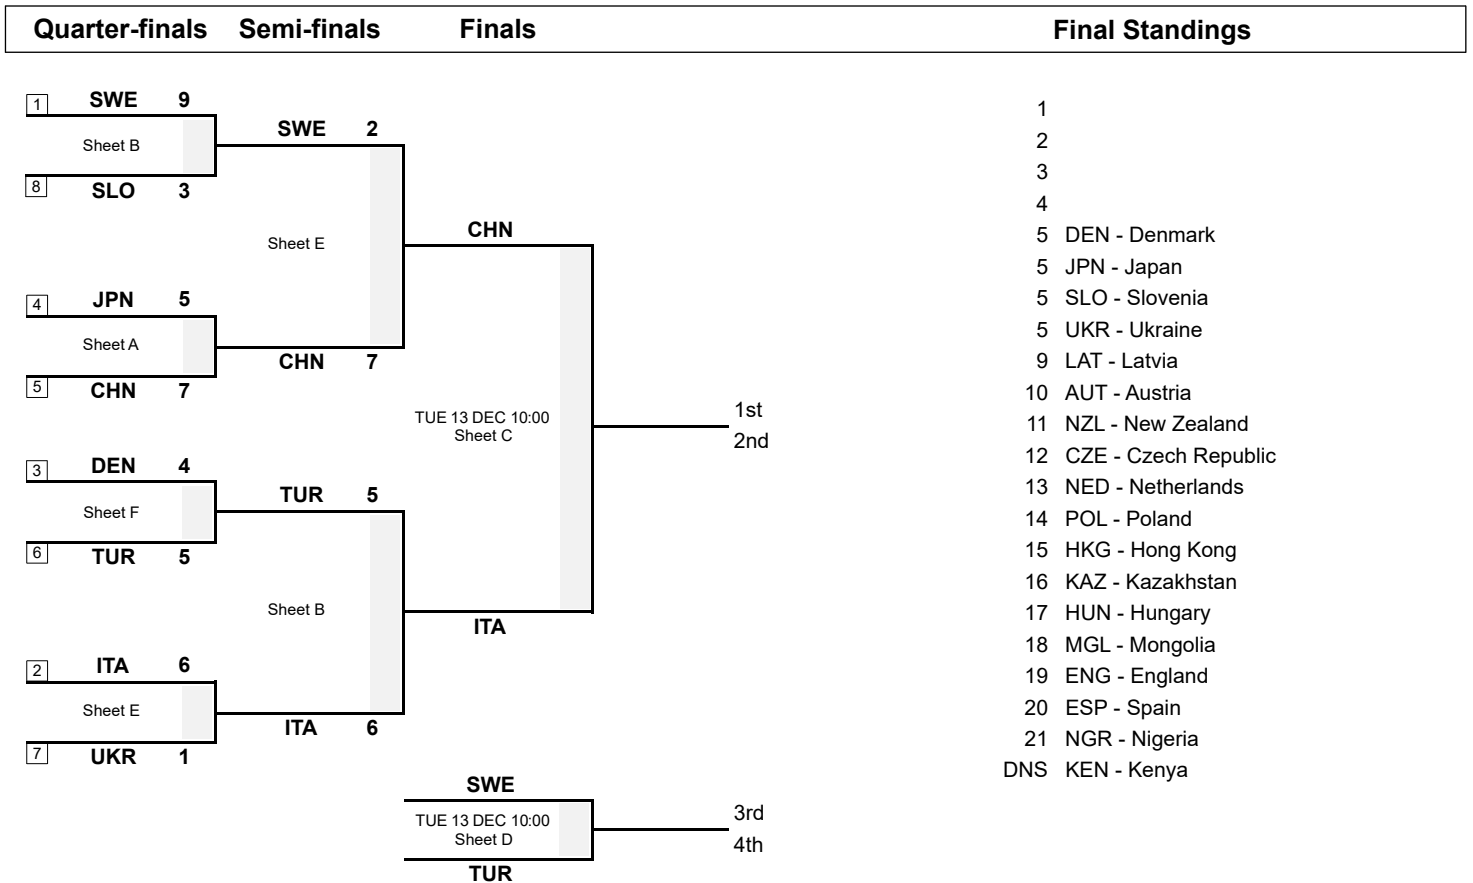 Quarter-finals Semi-finals Finals Final Standings
1 SWE 9
Sheet B
8 SLO 3
SWE 2
Sheet E
CHN 7
4 JPN 5
Sheet A
5 CHN 7
CHN
TUE 13 DEC 10:00
Sheet C
ITA
1st
2nd
3 DEN 4
Sheet F
6 TUR 5
TUR 5
Sheet B
ITA 6
2 ITA 6
Sheet E
7 UKR 1
SWE
TUE 13 DEC 10:00
Sheet D
TUR
3rd
4th
1
2
3
4
5 DEN - Denmark
5 JPN - Japan
5 SLO - Slovenia
5 UKR - Ukraine
9 LAT - Latvia
10 AUT - Austria
11 NZL - New Zealand
12 CZE - Czech Republic
13 NED - Netherlands
14 POL - Poland
15 HKG - Hong Kong
16 KAZ - Kazakhstan
17 HUN - Hungary
18 MGL - Mongolia
19 ENG - England
20 ESP - Spain
21 NGR - Nigeria
DNS KEN - Kenya